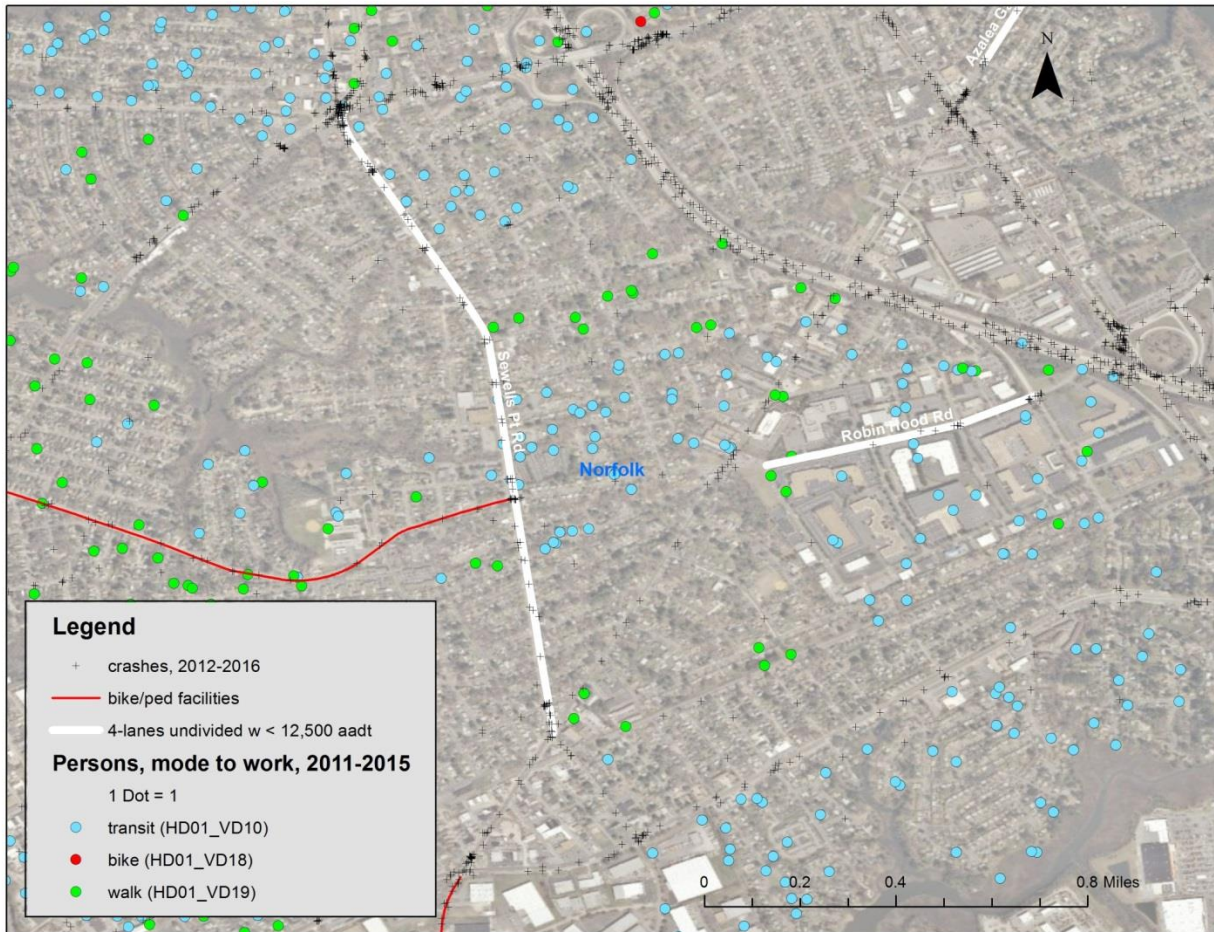 Azalea G
N
Sewells Pt Rd
Robin Hood Rd
Norfolk
Legend
crashes, 2012-2016
bike/ped facilities
4-lanes undivided w < 12,500 aadt
Persons, mode to work, 2011-2015
1 Dot = 1
transit (HD01_VD10)
bike (HD01_VD18)
walk (HD01_VD19)
0 0.2 0.4 0.8 Miles